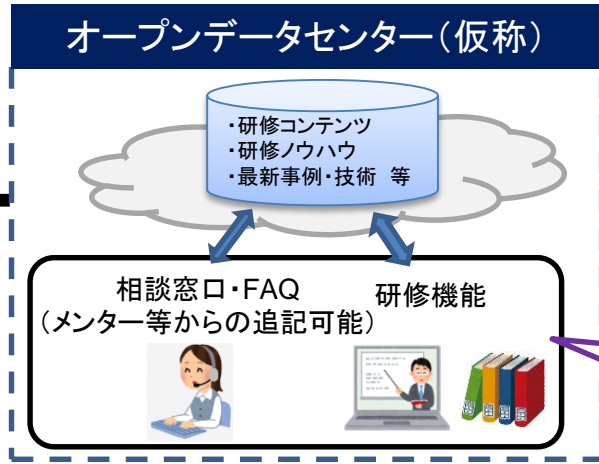 オープンデータセンター（仮称）
・研修コンテンツ
・研修ノウハウ
・最新事例・技術　等
相談窓口・FAQ
（メンター等からの追記可能）
研修機能